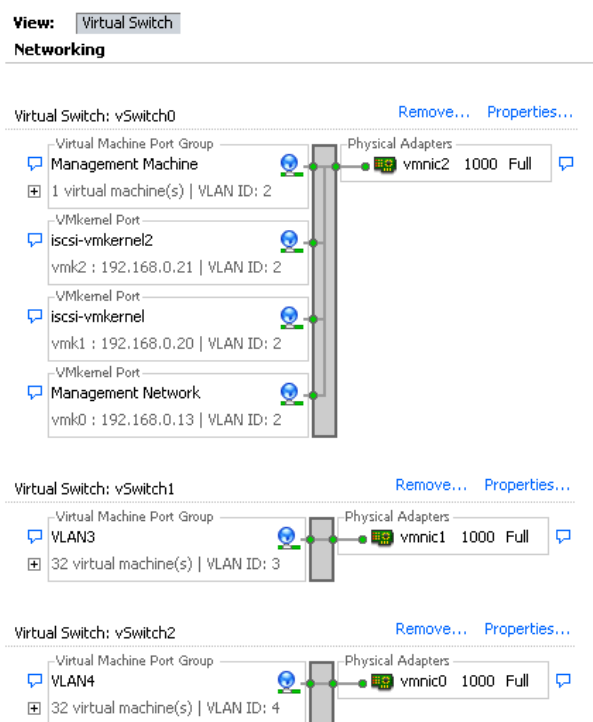 View: Virtual Switch
Networking
Virtual Switch: vSwitch0 Remove... Properties...
Virtual Machine Port Group Physical Adapters
Management Machine vmnic2 1000 Full
1 virtual machine(s) | VLAN ID: 2
VMkernel Port
iscsi-vmkernel2
vmk2 : 192.168.0.21 | VLAN ID: 2
VMkernel Port
iscsi-vmkernel
vmk1 : 192.168.0.20 | VLAN ID: 2
VMkernel Port
Management Network
vmk0 : 192.168.0.13 | VLAN ID: 2
Virtual Switch: vSwitch1 Remove... Properties...
Virtual Machine Port Group Physical Adapters
VLAN3 vmnic1 1000 Full
32 virtual machine(s) | VLAN ID: 3
Virtual Switch: vSwitch2 Remove... Properties...
Virtual Machine Port Group Physical Adapters
VLAN4 vmnic0 1000 Full
32 virtual machine(s) | VLAN ID: 4